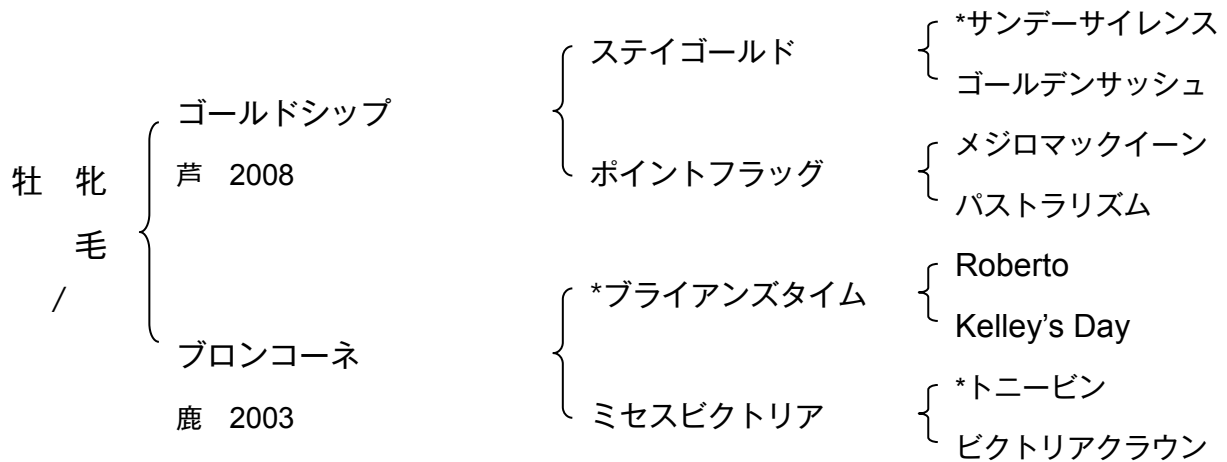 *サンデーサイレンス
ステイゴールド
ゴールデンサッシュ
ゴールドシップ
芦 2008
メジロマックイーン
ポイントフラッグ
パストラリズム
牡 牝
毛
/
Roberto
*ブライアンズタイム
Kelley's Day
ブロンコーネ
鹿 2003
*トニービン
ミセスビクトリア
ビクトリアクラウン